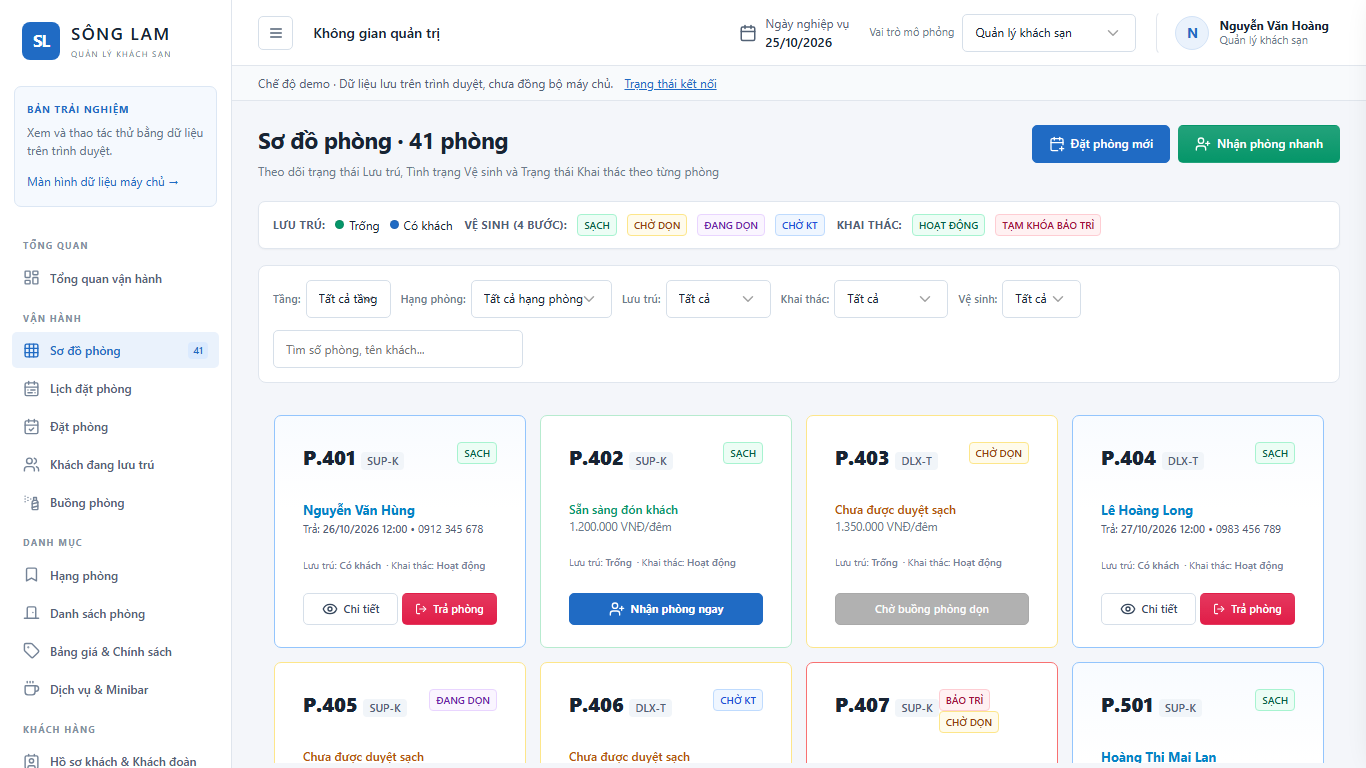 SL
SÔNG LAM
QUẢN LÝ KHÁCH SẠN
BẢN TRẢI NGHIỆM
Xem và thao tác thử bằng dữ liệu
trên trình duyệt.
Màn hình dữ liệu máy chủ →
TỔNG QUAN
Tổng quan vận hành
VẬN HÀNH
Sơ đồ phòng 41
Lịch đặt phòng
Đặt phòng
Khách đang lưu trú
Buồng phòng
DANH MỤC
Hạng phòng
Danh sách phòng
Bảng giá & Chính sách
Dịch vụ & Minibar
KHÁCH HÀNG
Hồ sơ khách & Khách đoàn
Không gian quản trị
Ngày nghiệp vụ
25/10/2026
Vai trò mô phỏng
Quản lý khách sạn
N
Nguyễn Văn Hoàng
Quản lý khách sạn
Chế độ demo · Dữ liệu lưu trên trình duyệt, chưa đồng bộ máy chủ. Trạng thái kết nối
Sơ đồ phòng · 41 phòng
Theo dõi trạng thái Lưu trú, Tình trạng Vệ sinh và Trạng thái Khai thác theo từng phòng
Đặt phòng mới
Nhận phòng nhanh
LƯU TRÚ: Trống Có khách VỆ SINH (4 BƯỚC): SẠCH CHỜ DỌN ĐANG DỌN CHỜ KT KHAI THÁC: HOẠT ĐỘNG TẠM KHÓA BẢO TRÌ
Tầng: Tất cả tầng Hạng phòng: Tất cả hạng phòng Lưu trú: Tất cả Khai thác: Tất cả Vệ sinh: Tất cả
Tìm số phòng, tên khách...
P.401 SUP-K SẠCH
Nguyễn Văn Hùng
Trả: 26/10/2026 12:00 • 0912 345 678
Lưu trú: Có khách · Khai thác: Hoạt động
Chi tiết Trả phòng
P.402 SUP-K SẠCH
Sẵn sàng đón khách
1.200.000 VNĐ/đêm
Lưu trú: Trống · Khai thác: Hoạt động
Nhận phòng ngay
P.403 DLX-T CHỜ DỌN
Chưa được duyệt sạch
1.350.000 VNĐ/đêm
Lưu trú: Trống · Khai thác: Hoạt động
Chờ buồng phòng dọn
P.404 DLX-T SẠCH
Lê Hoàng Long
Trả: 27/10/2026 12:00 • 0983 456 789
Lưu trú: Có khách · Khai thác: Hoạt động
Chi tiết Trả phòng
P.405 SUP-K ĐANG DỌN
Chưa được duyệt sạch
P.406 DLX-T CHỜ KT
Chưa được duyệt sạch
P.407 SUP-K BẢO TRÌ
CHỜ DỌN
P.501 SUP-K SẠCH
Hoàng Thị Mai Lan